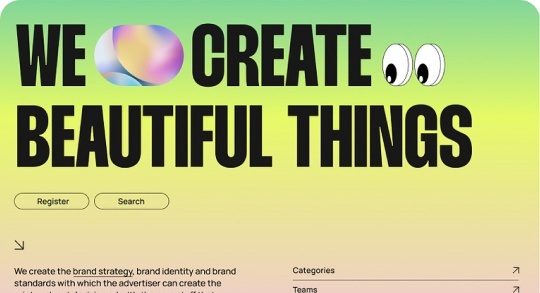 WE CREATE
BEAUTIFUL THINGS
Register
Search
We create the brand strategy, brand identity and brand
standards with which the advertiser can create the
Categories
Teams